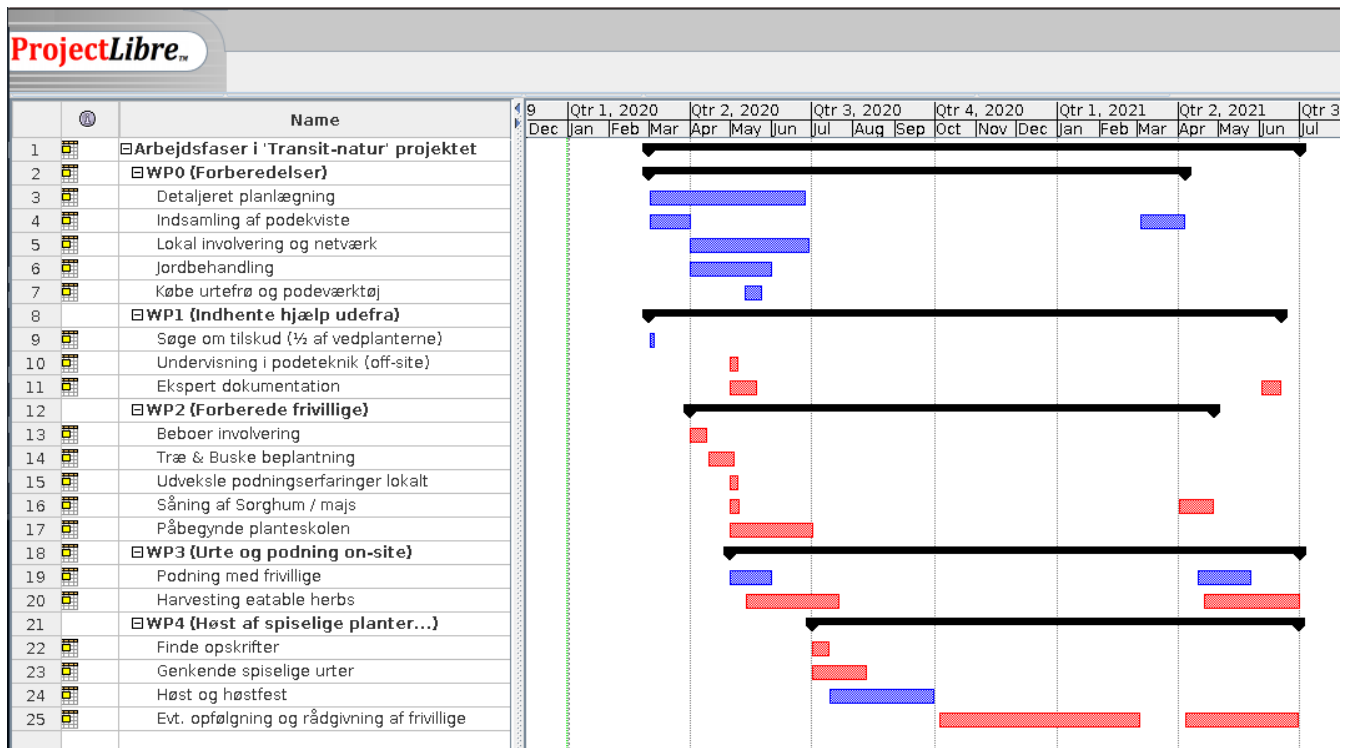 ProjectLibre™
Name
9 Qtr 1, 2020 Qtr 2, 2020 Qtr 3, 2020 Qtr 4, 2020 Qtr 1, 2021 Qtr 2, 2021 Qtr 3
Dec Jan Feb Mar Apr May Jun Jul Aug Sep Oct Nov Dec Jan Feb Mar Apr May Jun Jul
1 Arbejdsfaser i 'Transit-natur' projektet
2 WP0 (Forberedelser)
3 Detaljeret planlægning
4 Indsamling af podekviste
5 Lokal involvering og netværk
6 Jordbehandling
7 Købe urtefrø og podeværktøj
8 WP1 (Indhente hjælp udefra)
9 Søge om tilskud (½ af vedplanterne)
10 Undervisning i podeteknik (off-site)
11 Ekspert dokumentation
12 WP2 (Forberede frivillige)
13 Beboer involvering
14 Træ & Buske beplantning
15 Udveksle podningserfaringer lokalt
16 Såning af Sorghum / majs
17 Påbegynde planteskolen
18 WP3 (Urte og podning on-site)
19 Podning med frivillige
20 Harvesting eatable herbs
21 WP4 (Høst af spiselige planter...)
22 Finde opskrifter
23 Genkende spiselige urter
24 Høst og høstfest
25 Evt. opfølgning og rådgivning af frivillige